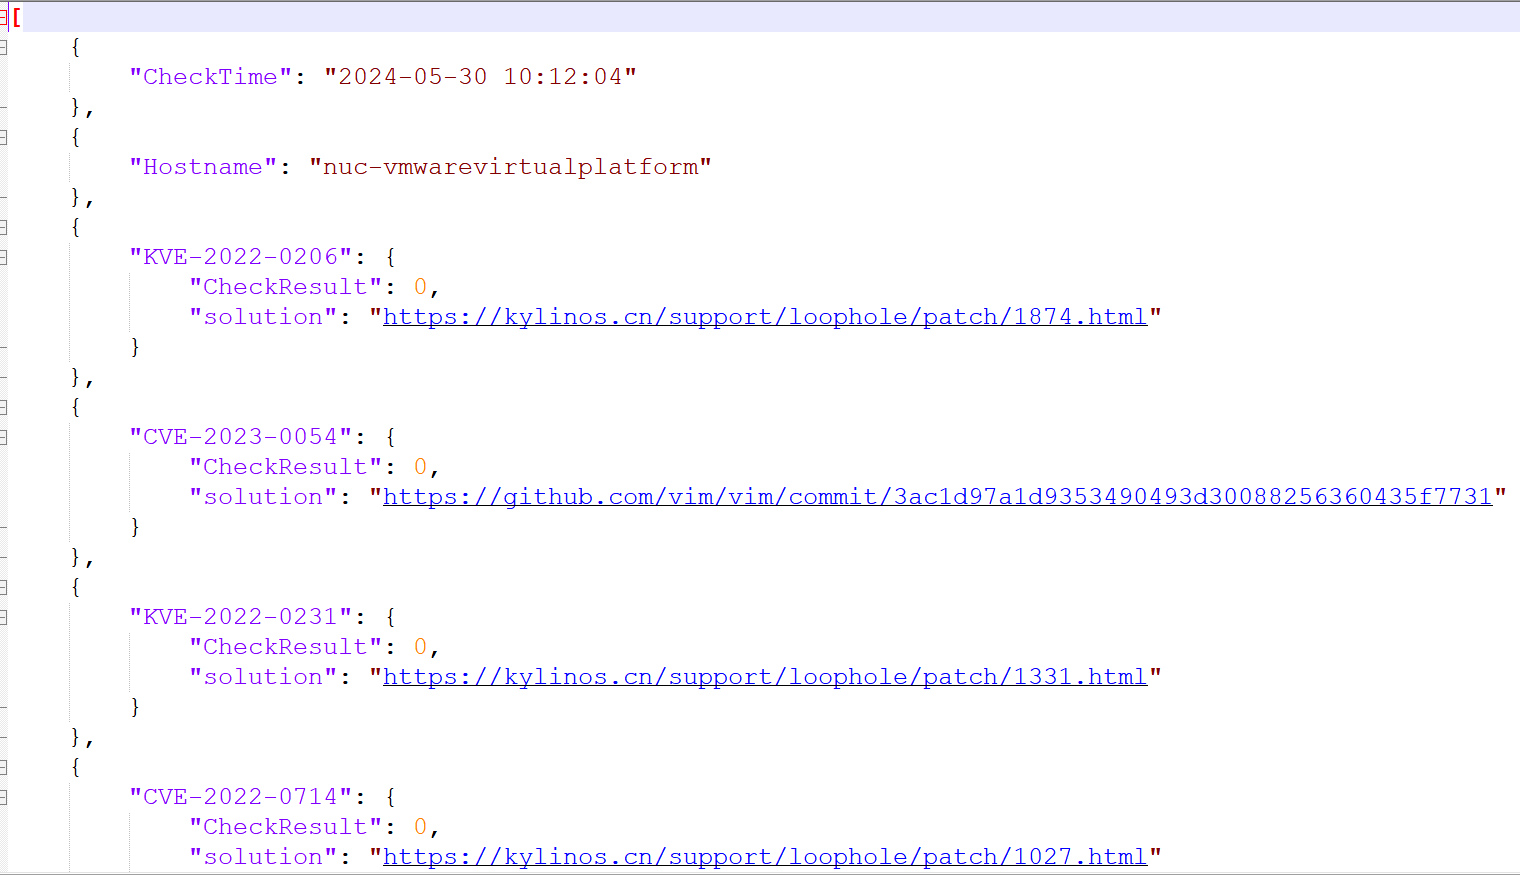 [
{
"CheckTime": "2024-05-30 10:12:04"
},
{
"Hostname": "nuc-vmwarevirtualplatform"
},
{
"KVE-2022-0206": {
"CheckResult": 0,
"solution": "https://kylinos.cn/support/loophole/patch/1874.html"
}
},
{
"CVE-2023-0054": {
"CheckResult": 0,
"solution": "https://github.com/vim/vim/commit/3ac1d97a1d9353490493d30088256360435f7731"
}
},
{
"KVE-2022-0231": {
"CheckResult": 0,
"solution": "https://kylinos.cn/support/loophole/patch/1331.html"
}
},
{
"CVE-2022-0714": {
"CheckResult": 0,
"solution": "https://kylinos.cn/support/loophole/patch/1027.html"